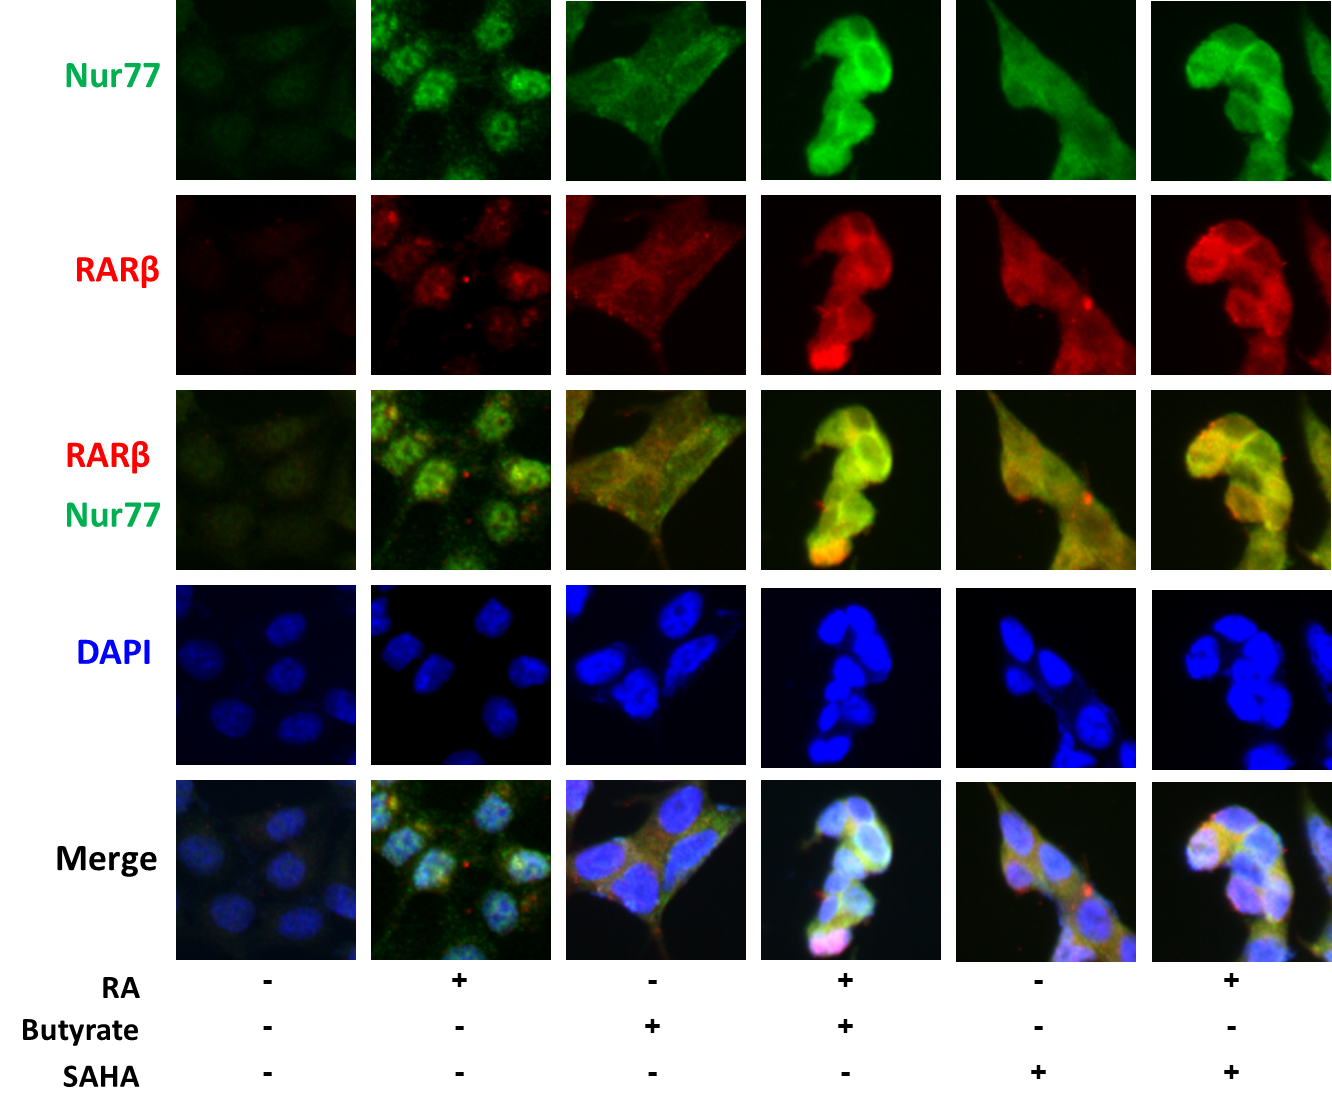 Nur77
RARβ
RARβ
Nur77
DAPI
Merge
RA - + - + - +
Butyrate - - + + - -
SAHA - - - - + +